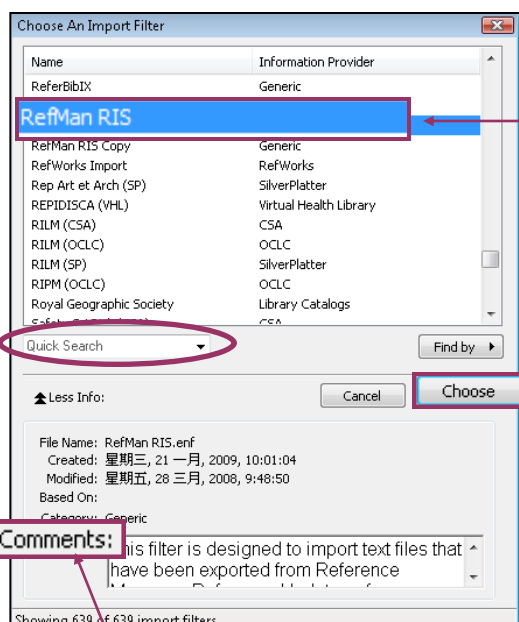 Choose An Import Filter
Name Information Provider
ReferBibIX Generic
RefMan RIS
RefMan RIS Copy Generic
RefWorks Import RefWorks
Rep Art et Arch (SP) SilverPlatter
REPIDISCA (VHL) Virtual Health Library
RILM (CSA) CSA
RILM (OCLC) OCLC
RILM (SP) SilverPlatter
RIPM (OCLC) OCLC
Royal Geographic Society Library Catalogs
CSA
Quick Search Find by
Less Info: Cancel Choose
File Name: RefMan RIS.enf
Created: 星期三, 21 一月, 2009, 10:01:04
Modified: 星期五, 28 三月, 2008, 9:48:50
Based On:
Category: Generic
Comments: This filter is designed to import text files that
have been exported from Reference
Showing 639 of 639 import filters